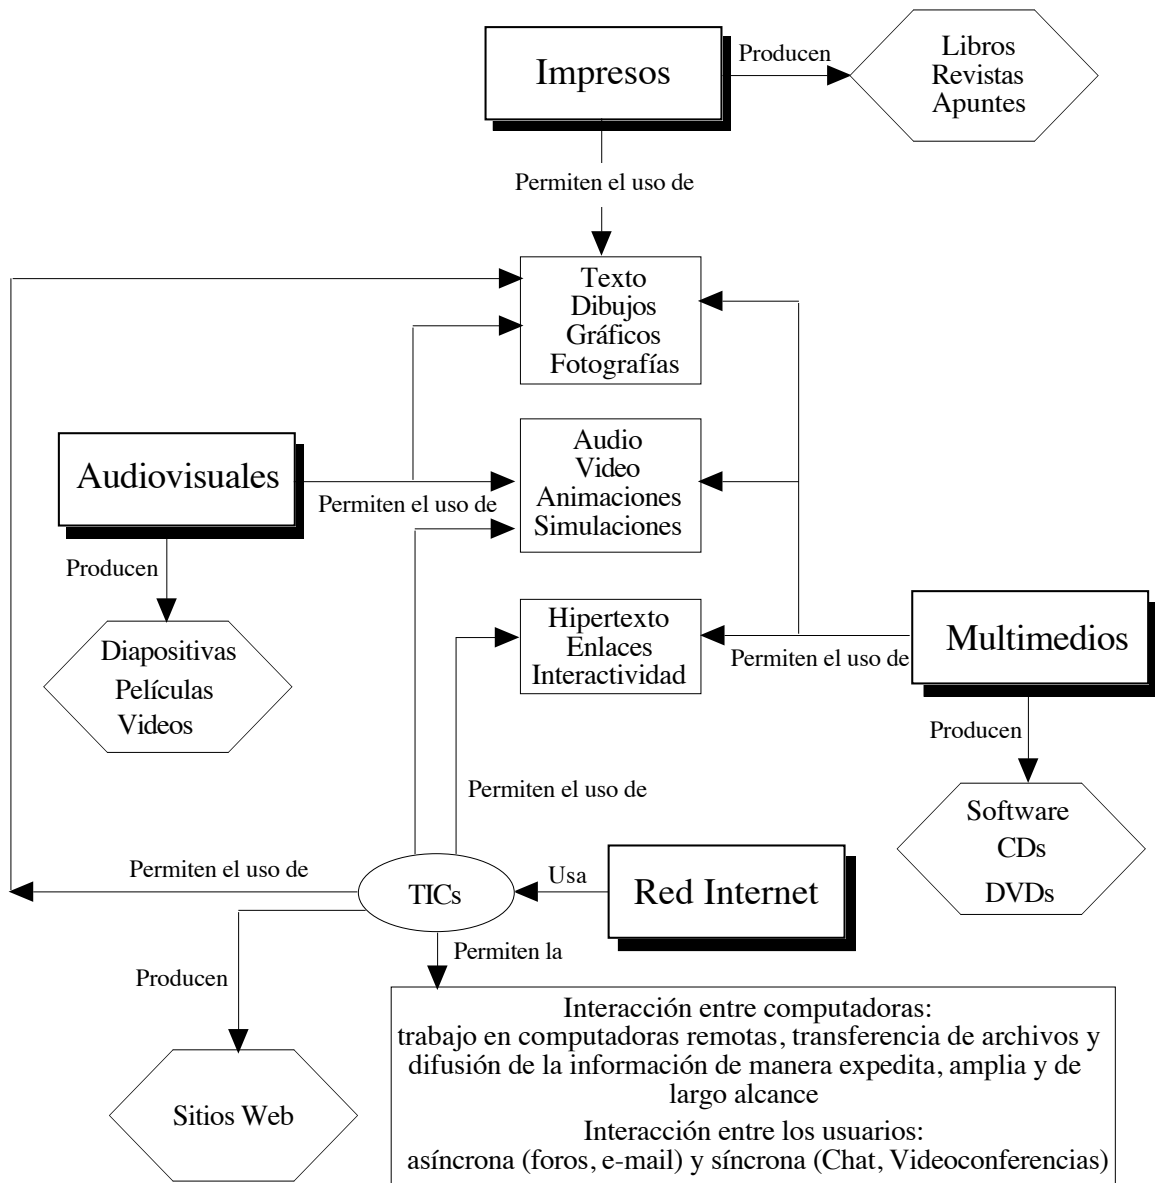 Impresos
Producen
Libros
Revistas
Apuntes
Permiten el uso de
Texto
Dibujos
Gráficos
Fotografías
Audiovisuales
Permiten el uso de
Audio
Video
Animaciones
Simulaciones
Producen
Diapositivas
Películas
Videos
Hipertexto
Enlaces
Interactividad
Permiten el uso de
Multimedios
Producen
Software
CDs
DVDs
Permiten el uso de
Permiten el uso de
TICs
Usa
Red Internet
Permiten la
Producen
Sitios Web
Interacción entre computadoras:
trabajo en computadoras remotas, transferencia de archivos y
difusión de la información de manera expedita, amplia y de
largo alcance
Interacción entre los usuarios:
asíncrona (foros, e-mail) y síncrona (Chat, Videoconferencias)